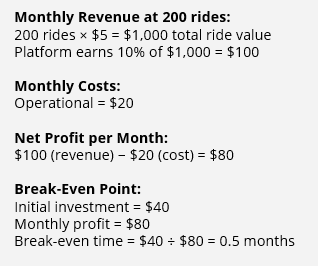 Monthly Revenue at 200 rides:
200 rides × $5 = $1,000 total ride value
Platform earns 10% of $1,000 = $100
Monthly Costs:
Operational = $20
Net Profit per Month:
$100 (revenue) − $20 (cost) = $80
Break-Even Point:
Initial investment = $40
Monthly profit = $80
Break-even time = $40 ÷ $80 = 0.5 months